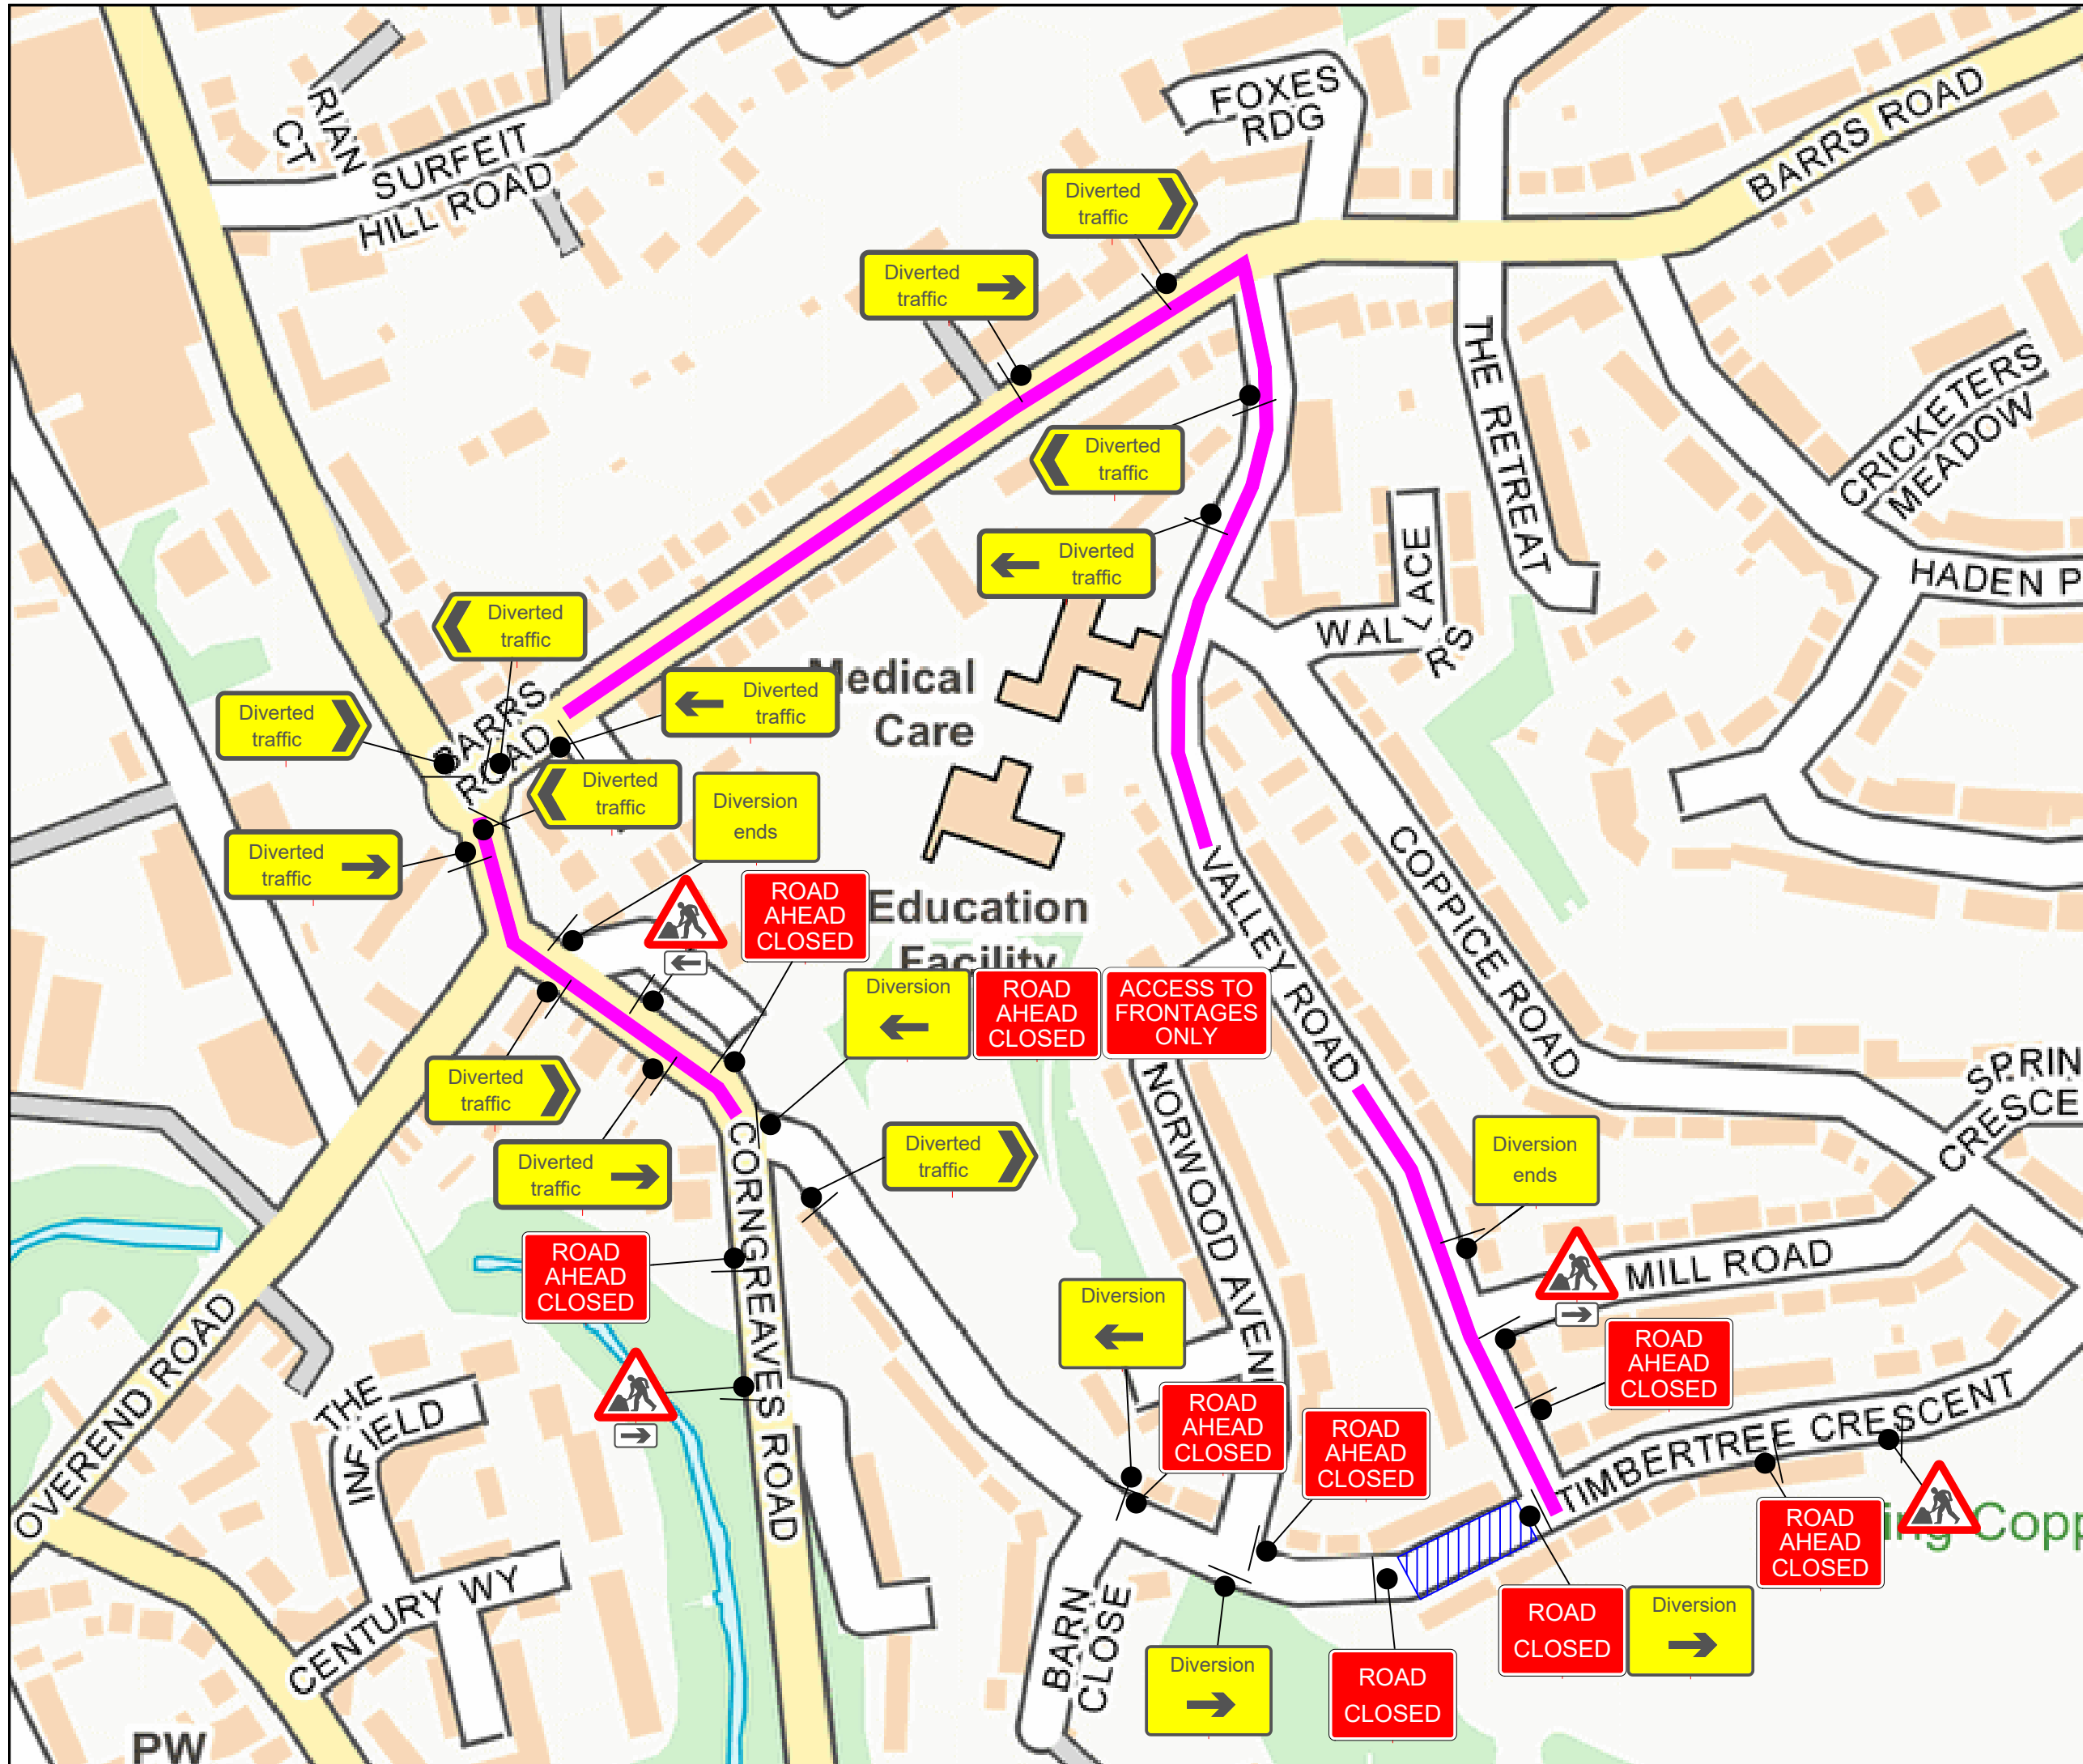 FOXES
RDG
BARRS ROAD
RIAN
CT
SURFEIT
HILL ROAD
Diverted
traffic
Diverted
traffic
THE RETREAT
CRICKETERS
MEADOW
Diverted
traffic
Diverted
traffic
HADEN P
WALLACE
RS
Diverted
traffic
Medical
Care
Diverted
traffic
BARRS
ROAD
Diverted
traffic
Diverted
traffic
Diversion
ends
Diverted
traffic
COPPICE ROAD
VALLEY ROAD
ROAD
AHEAD
CLOSED
Education
Facility
Diversion
ROAD
AHEAD
CLOSED
ACCESS TO
FRONTAGES
ONLY
Diverted
traffic
SPRIN
CRESCE
CRESCE
NORWOOD AVEN
Diverted
traffic
Diverted
traffic
Diversion
ends
CORNGREAVES ROAD
ROAD
AHEAD
CLOSED
MILL ROAD
Diversion
OVEREND ROAD
ROAD
AHEAD
CLOSED
THE
INFIELD
ROAD
AHEAD
CLOSED
ROAD
AHEAD
CLOSED
TIMBERTREE CRESCENT
ROAD
AHEAD
CLOSED
ing Copp
CENTURY WY
BARN
CLOSE
ROAD
CLOSED
Diversion
Diversion
ROAD
CLOSED
PW